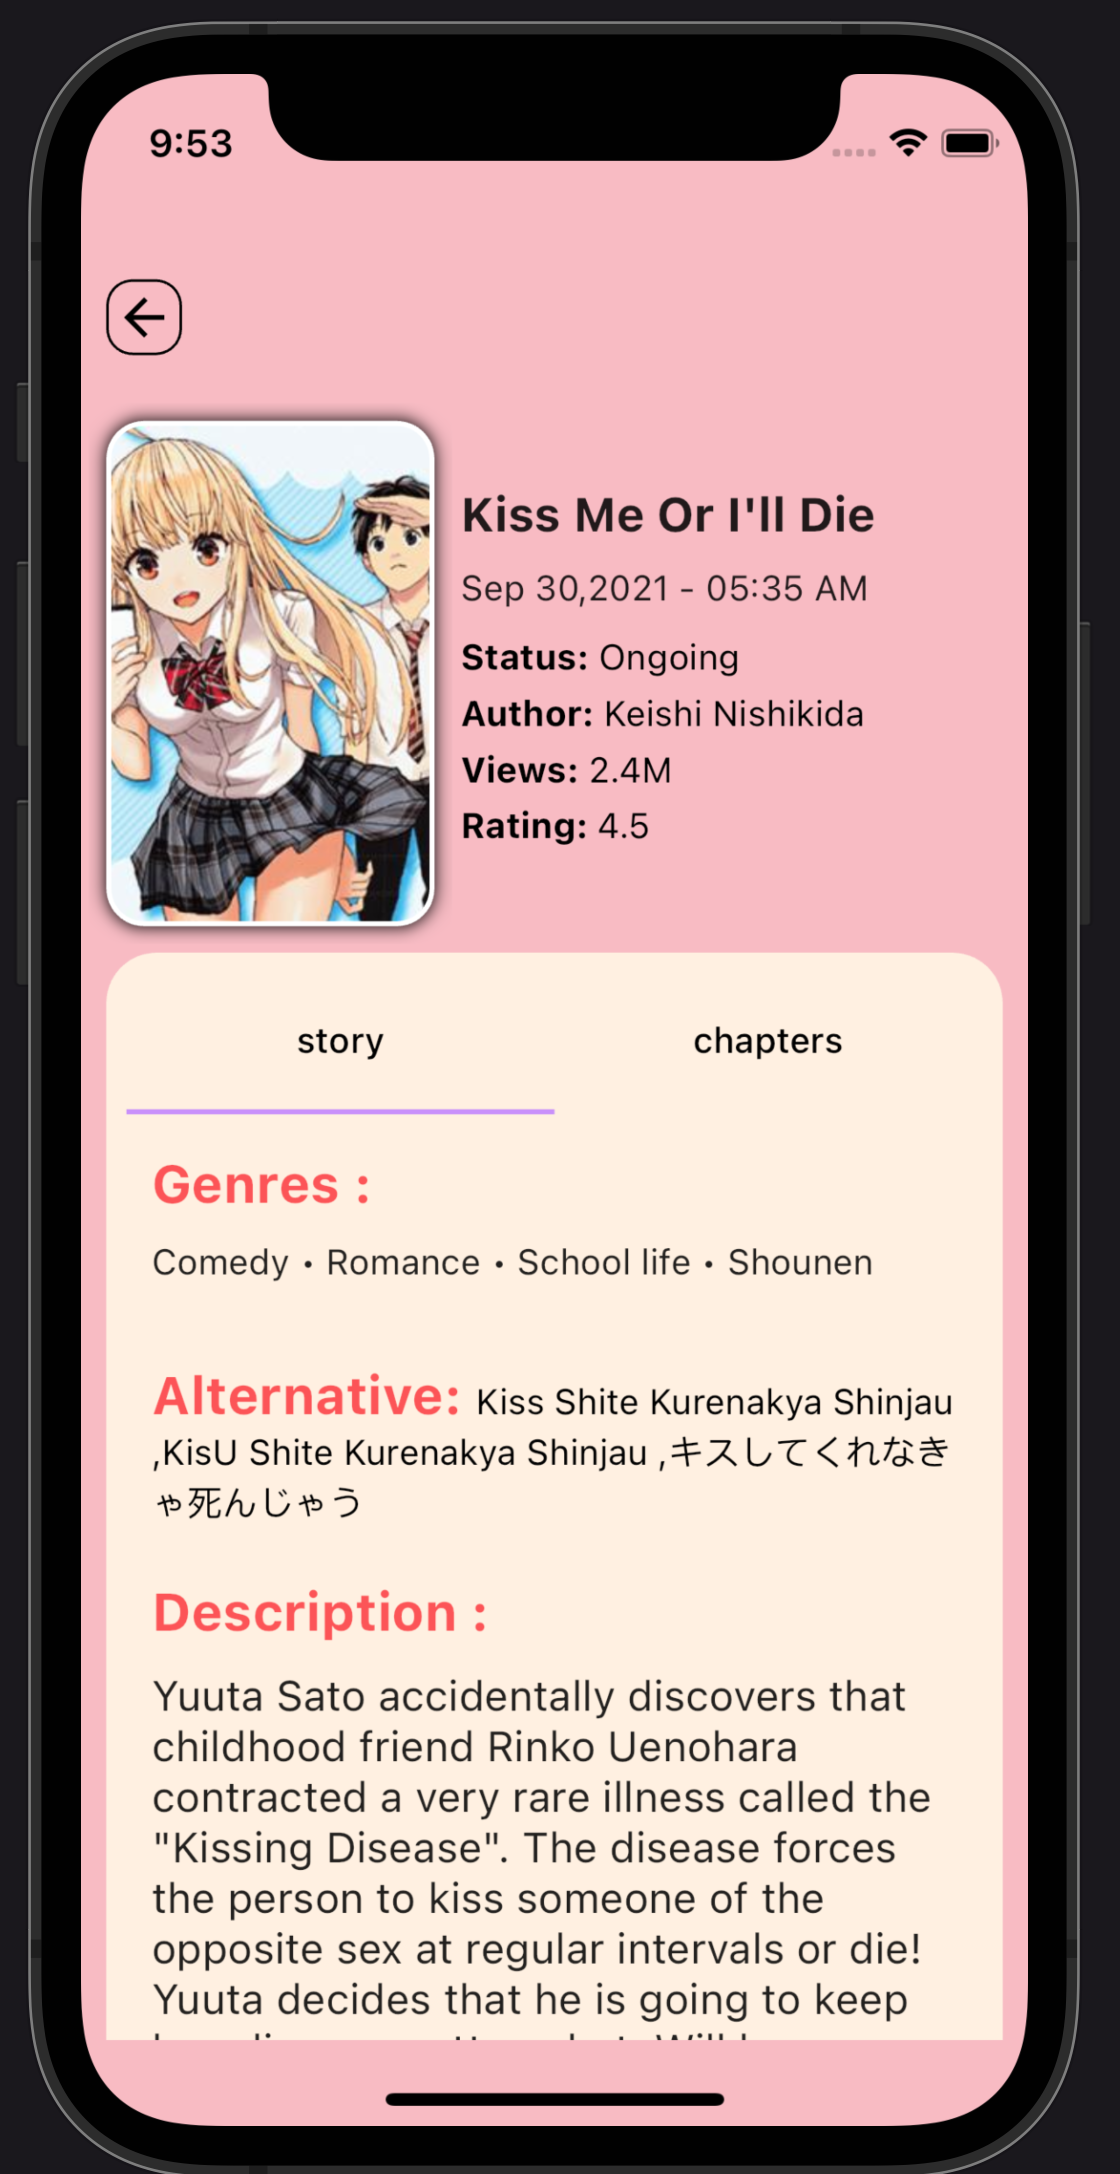 9:53
Kiss Me Or I'll Die
Sep 30,2021 - 05:35 AM
Status: Ongoing
Author: Keishi Nishikida
Views: 2.4M
Rating: 4.5
story chapters
Genres :
Comedy • Romance • School life • Shounen
Alternative: Kiss Shite Kurenakya Shinjau
,KisU Shite Kurenakya Shinjau ,キスしてくれなき
ゃ死んじゃう
Description :
Yuuta Sato accidentally discovers that
childhood friend Rinko Uenohara
contracted a very rare illness called the
"Kissing Disease". The disease forces
the person to kiss someone of the
opposite sex at regular intervals or die!
Yuuta decides that he is going to keep